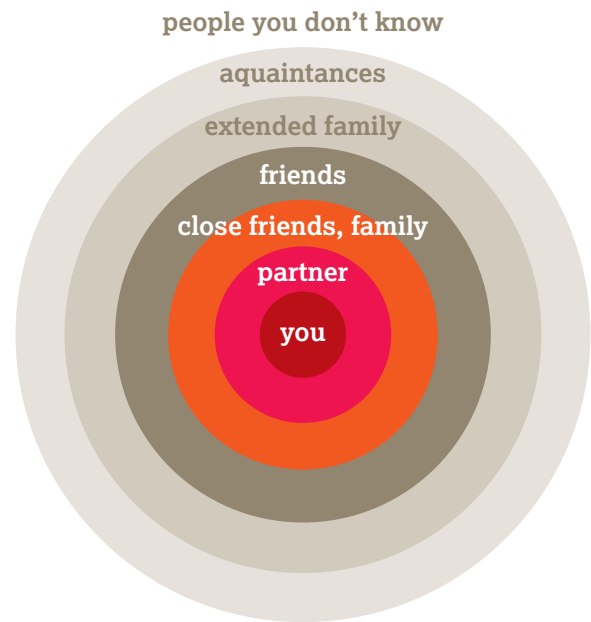 people you don’t know
aquaintances
extended family
friends
close friends, family
partner
you